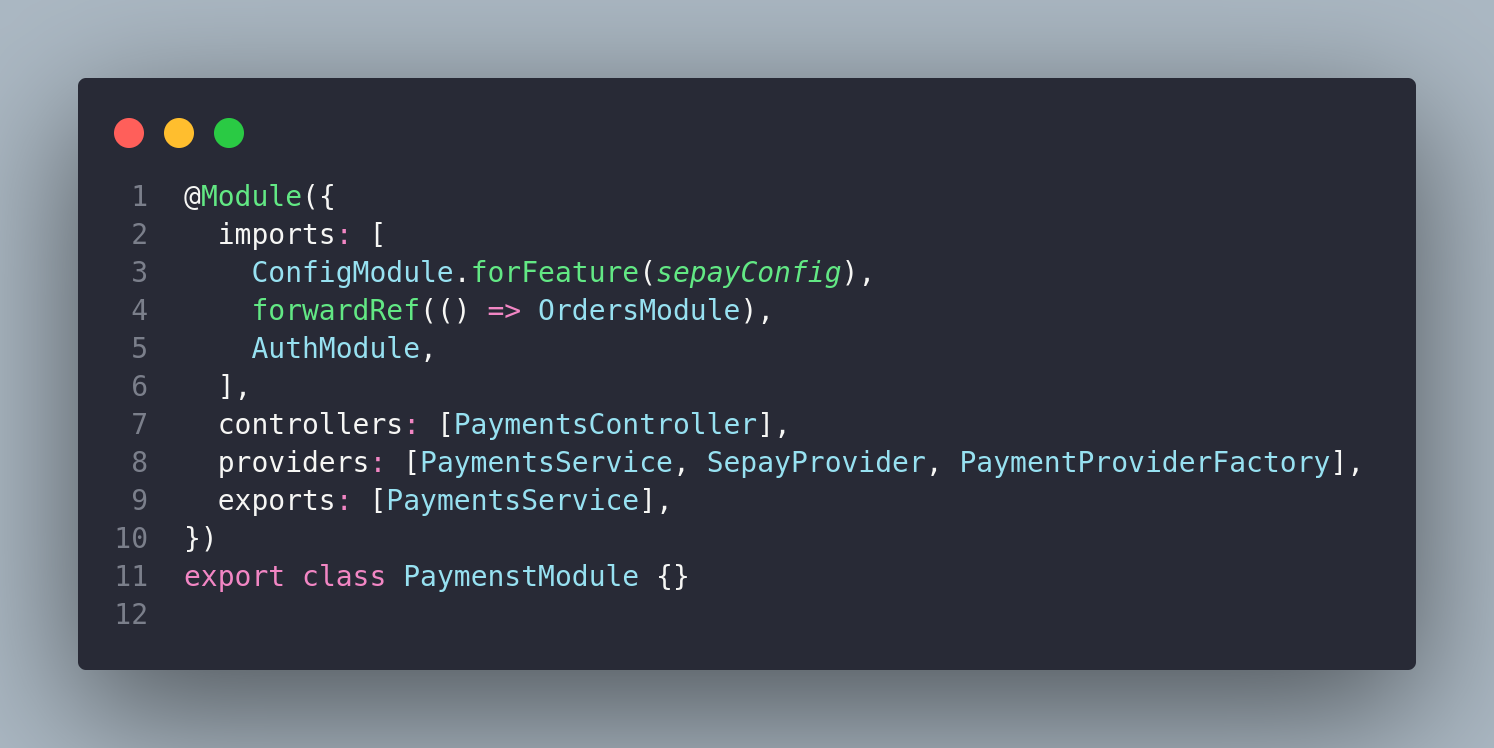 1 @Module({
2   imports: [
3     ConfigModule.forFeature(sepayConfig),
4     forwardRef(() => OrdersModule),
5     AuthModule,
6   ],
7   controllers: [PaymentsController],
8   providers: [PaymentsService, SepayProvider, PaymentProviderFactory],
9   exports: [PaymentsService],
10 })
11 export class PaymenstModule {}
12